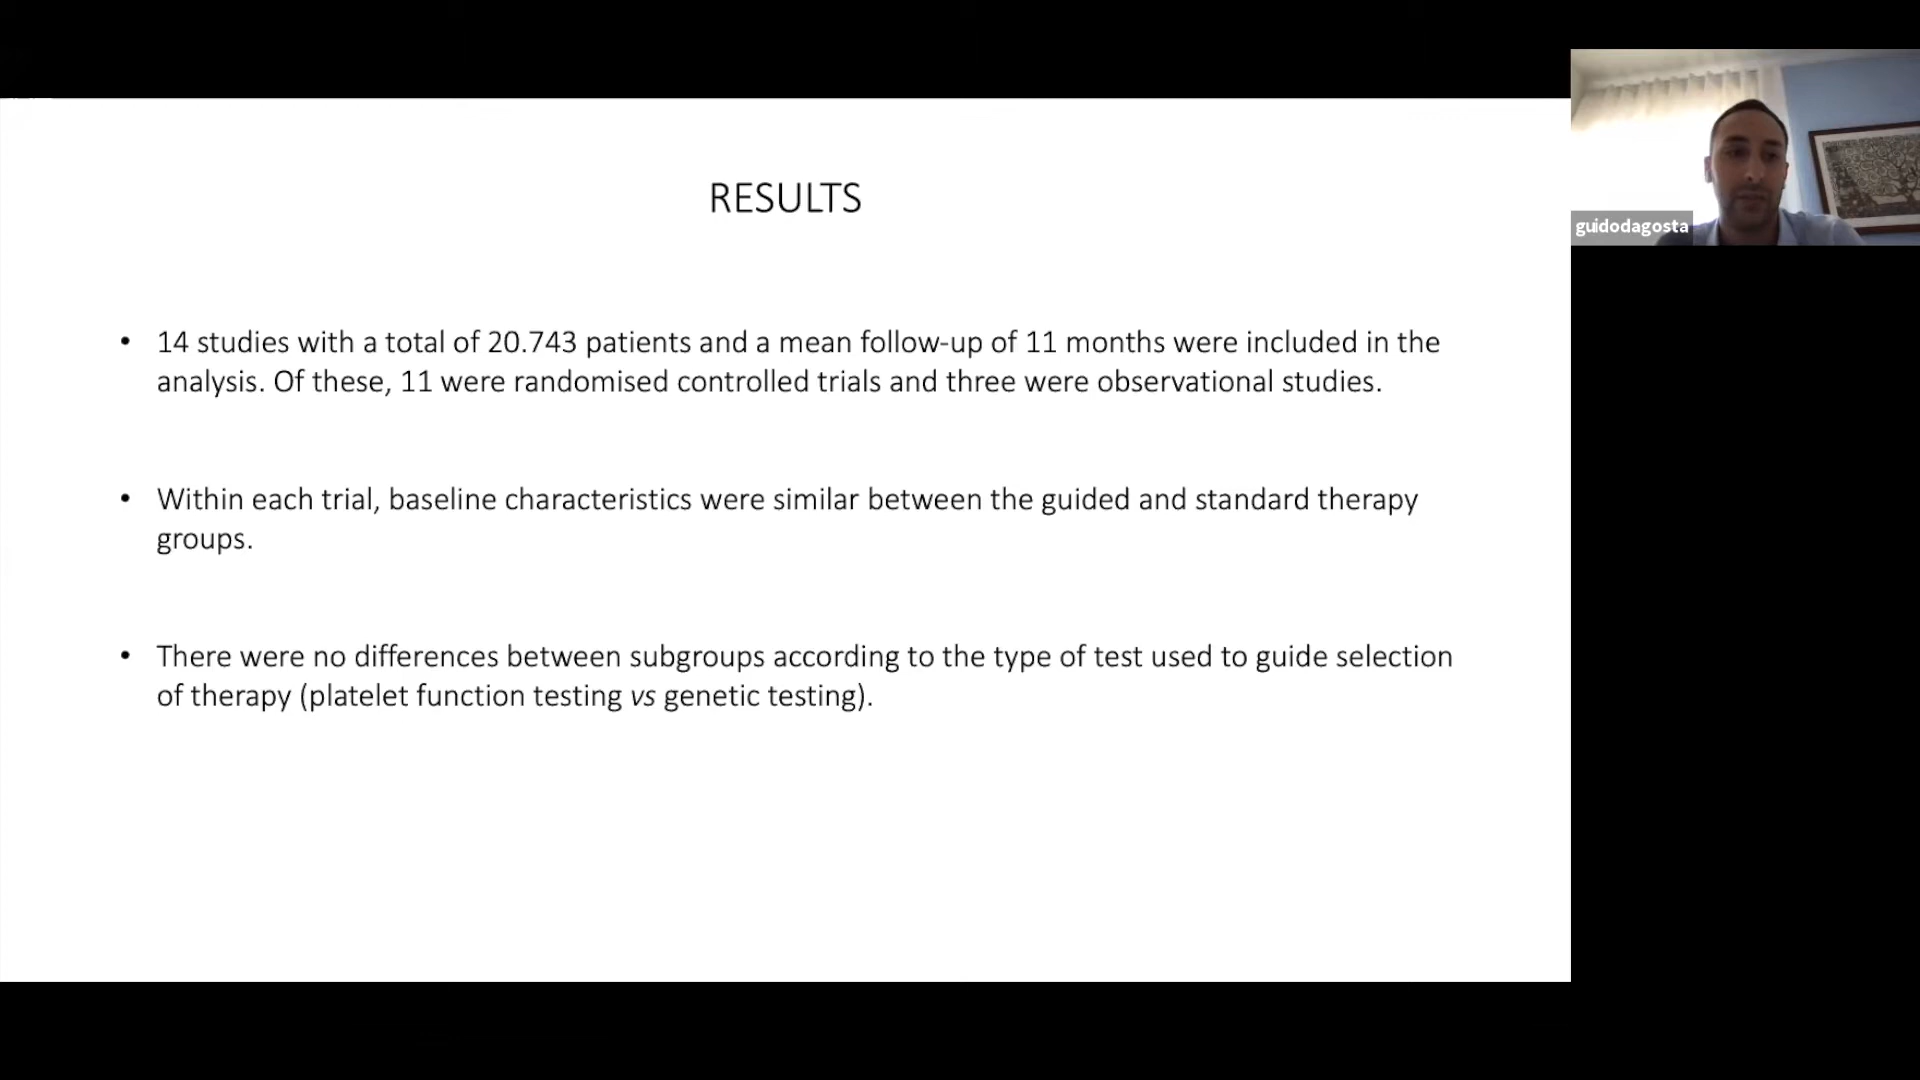 RESULTS
guidodagosta
• 14 studies with a total of 20.743 patients and a mean follow-up of 11 months were included in the
analysis. Of these, 11 were randomised controlled trials and three were observational studies.
• Within each trial, baseline characteristics were similar between the guided and standard therapy
groups.
• There were no differences between subgroups according to the type of test used to guide selection
of therapy (platelet function testing vs genetic testing).